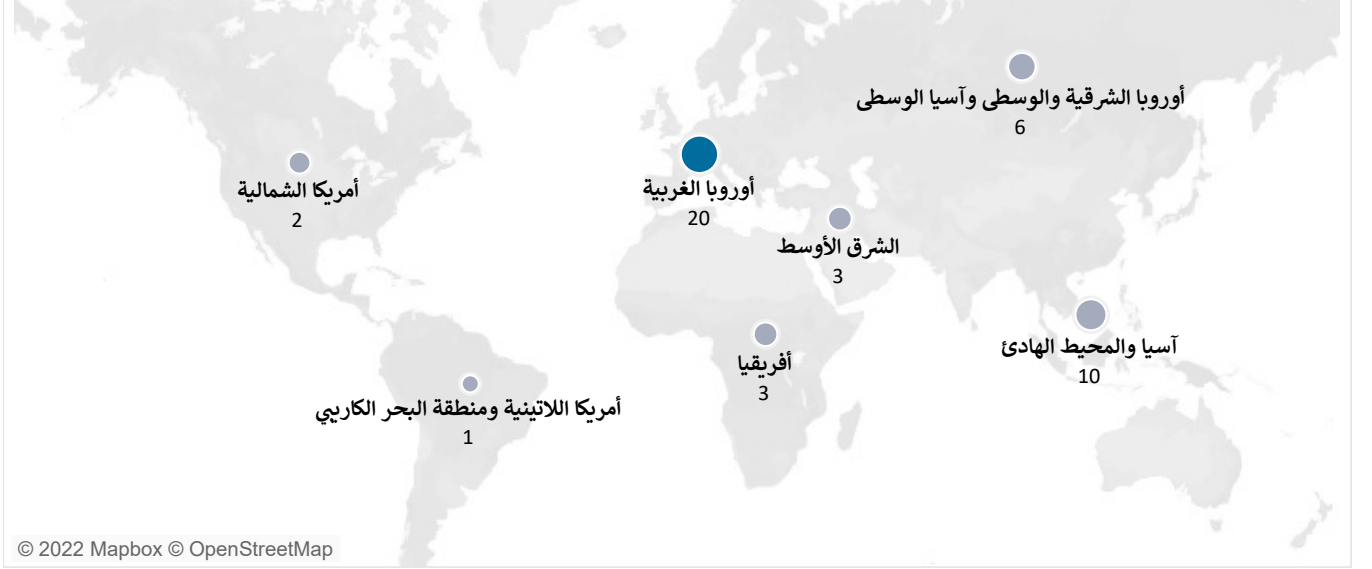 أوروبا الشرقية والوسطى وآسيا الوسطى
6
أمريكا الشمالية
2
أوروبا الغربية
20
الشرق الأوسط
3
آسيا والمحيط الهادئ
10
أفريقيا
3
أمريكا اللاتينية ومنطقة البحر الكاريبي
1
© 2022 Mapbox © OpenStreetMap